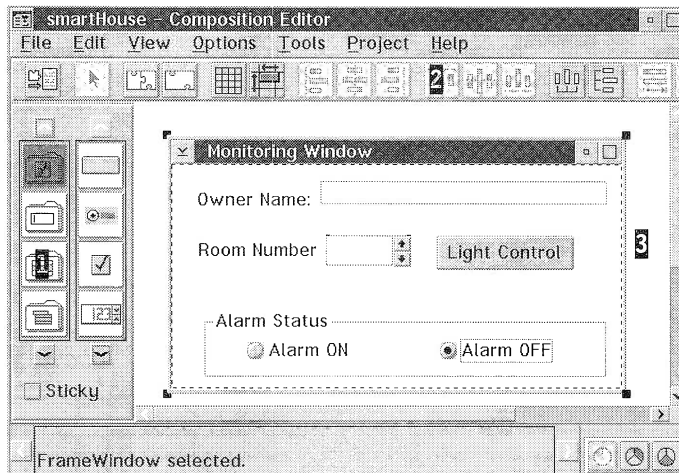 smartHouse - Composition Editor
File Edit View Options Tools Project Help
2
Monitoring Window
Owner Name:
Room Number
Light Control
3
1
123
Alarm Status
Alarm ON
Alarm OFF
Sticky
FrameWindow selected.